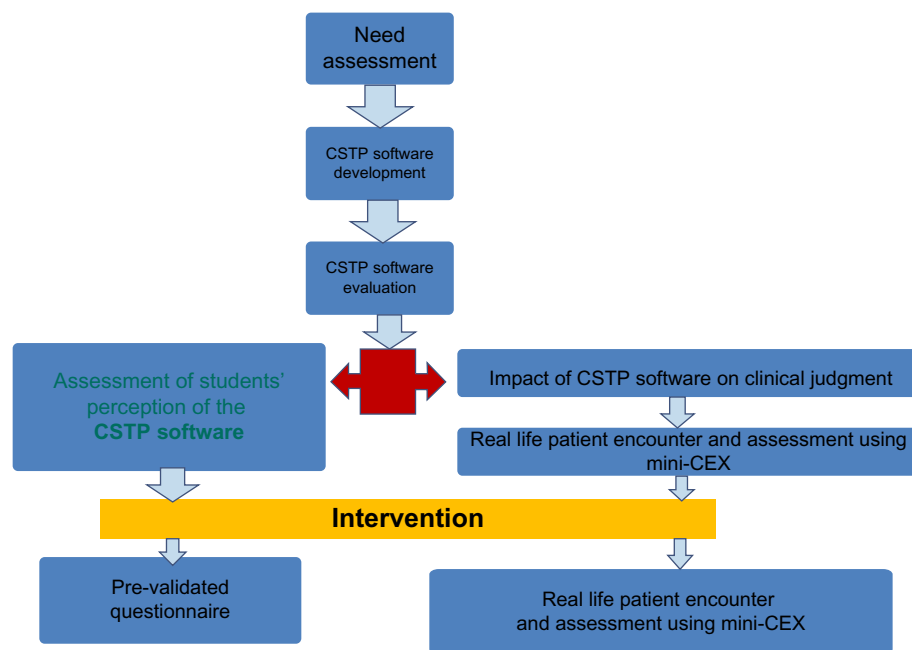 Need
assessment
CSTP software
development
CSTP software
evaluation
Assessment of students’
perception of the
CSTP software
Impact of CSTP software on clinical judgment
Real life patient encounter and assessment using
mini-CEX
Intervention
Pre-validated
questionnaire
Real life patient encounter
and assessment using mini-CEX